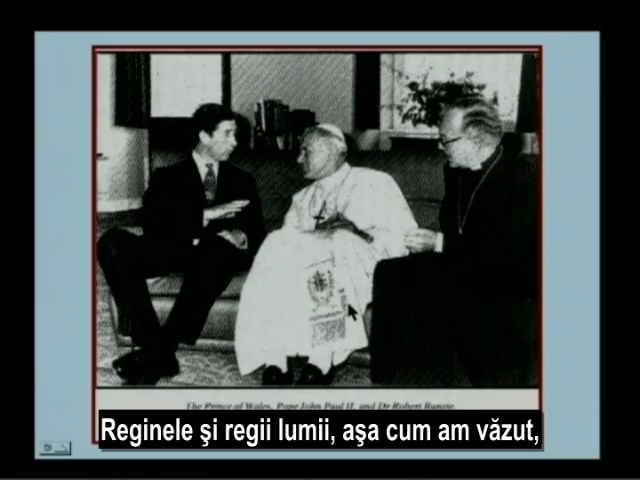 The Prince of Wales, Pope John Paul II, and Dr Robert Runcie.
Reginele şi regii lumii, aşa cum am văzut,